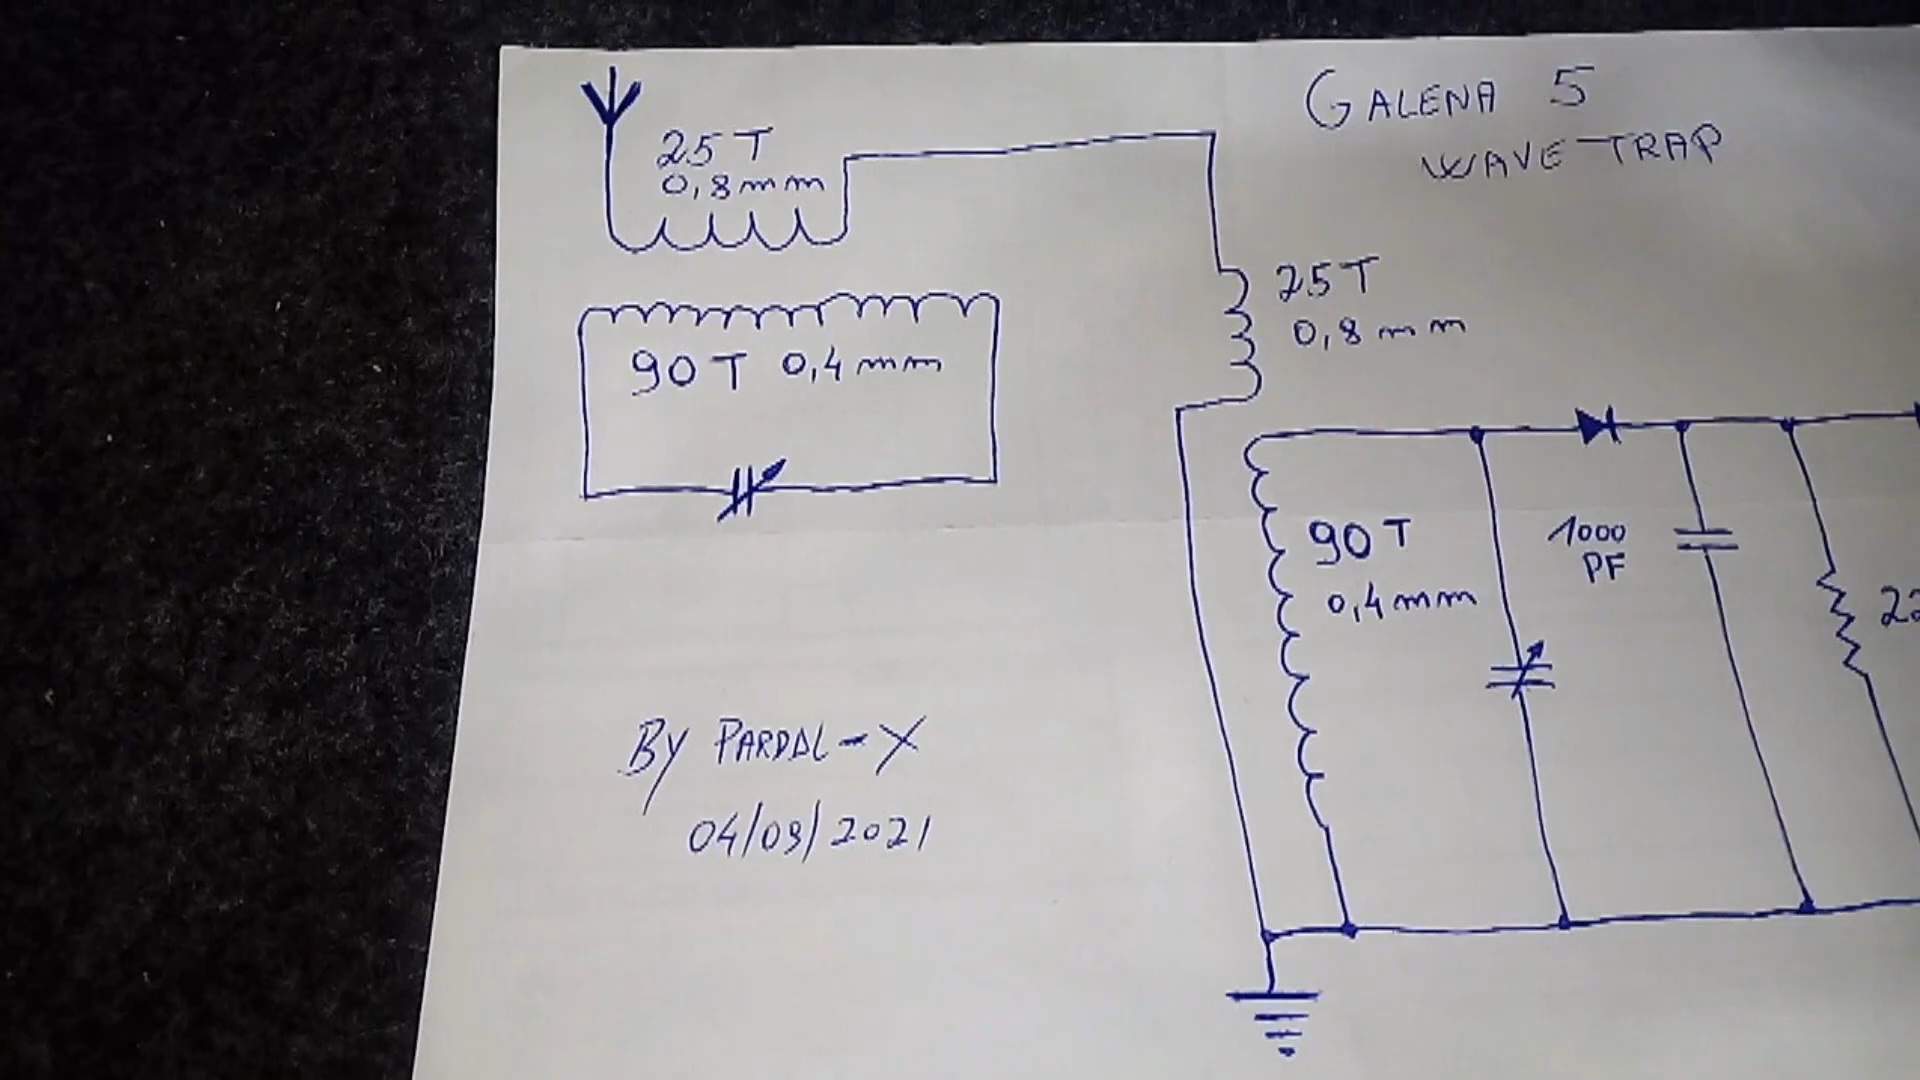 GALENA 5
WAVE TRAP
25 T
0,8 mm
25 T
0,8 mm
90 T 0,4 mm
90 T
0,4 mm
1000
PF
22
By PARDAL-X
04/09/2021